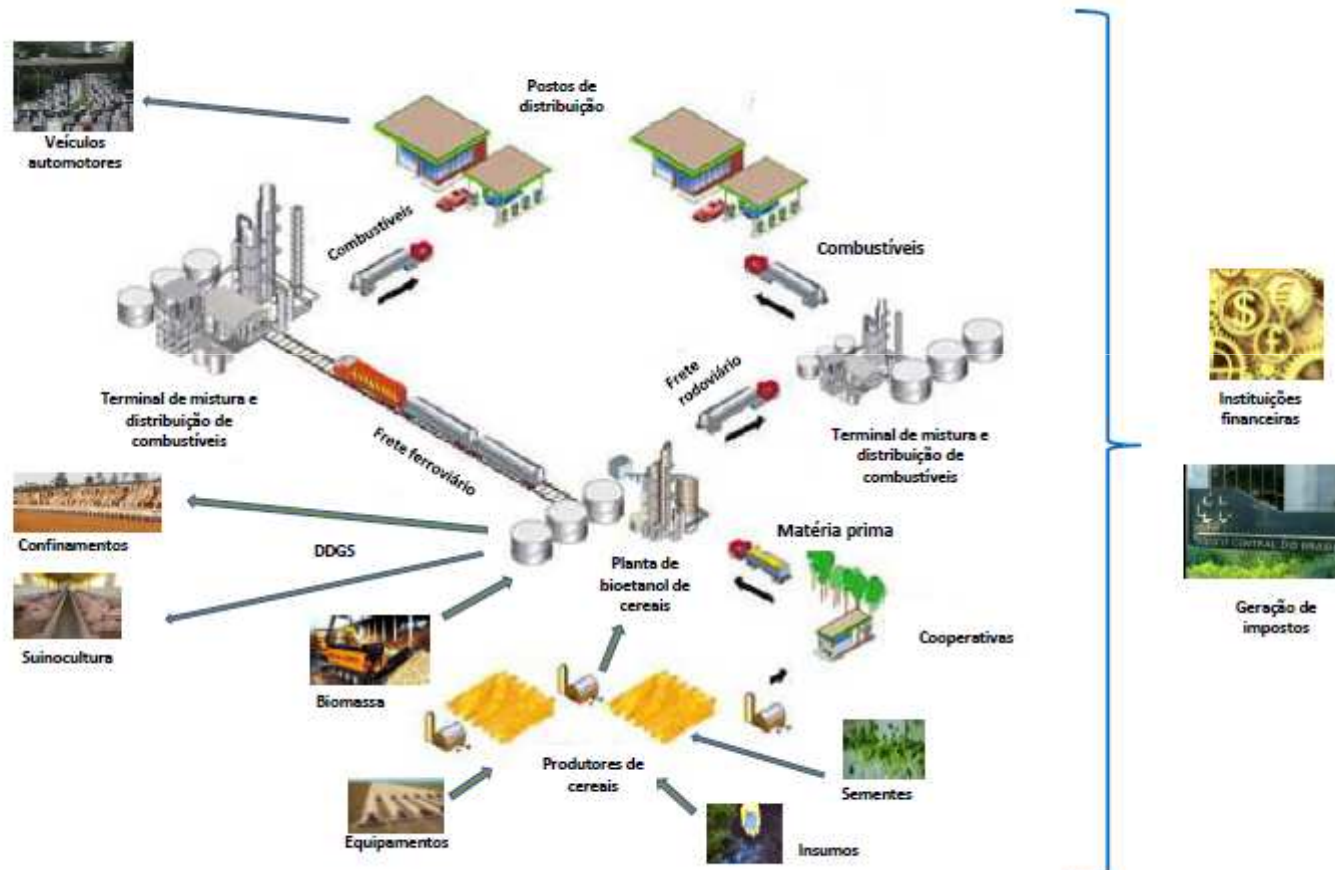 Postos de
distribuição
Veículos
automotores
Combustíveis
Combustíveis
Frete
rodoviário
Terminal de mistura e
distribuição de
combustíveis
Terminal de mistura e
distribuição de
combustíveis
Instituições
financeiras
Frete ferroviário
Confinamentos
DDGS
Matéria prima
Planta de
bioetanol de
cereais
CENTRAL DO
Geração de
impostos
Suinocultura
Cooperativas
Biomassa
Produtores de
cereais
Sementes
Equipamentos
Insumos